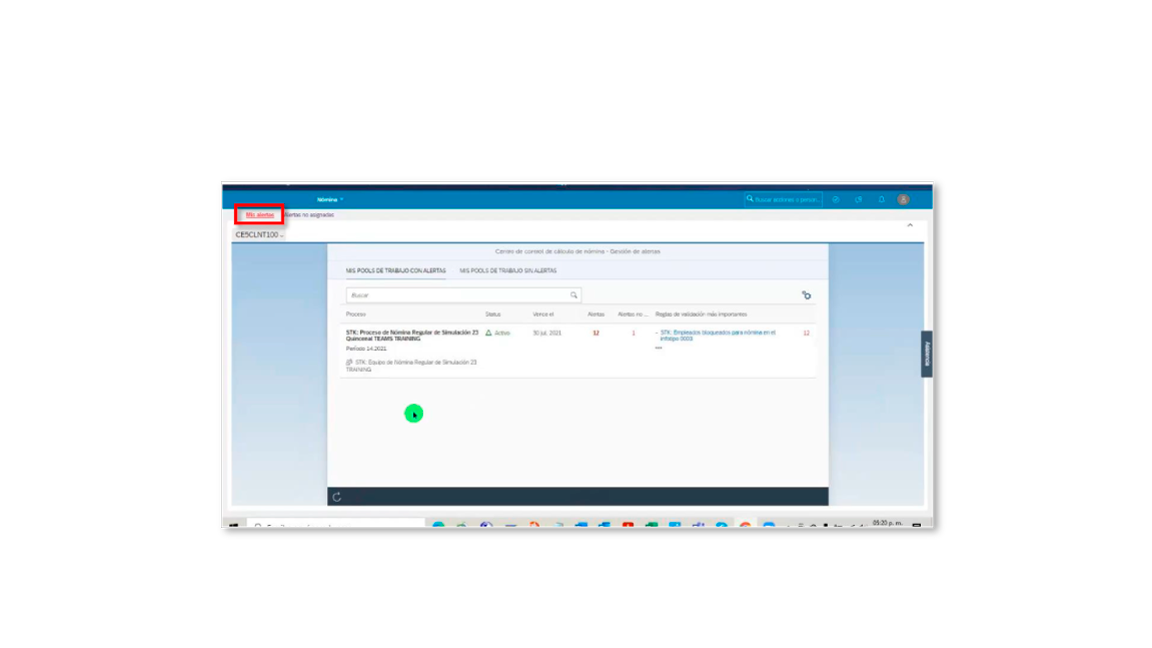 Nómina
Buscar acciones o person...
Mis alertas Alertas no asignadas
CE5CLNT100
Centro de control de cálculo de nómina - Gestión de alertas
MIS POOLS DE TRABAJO CON ALERTAS MIS POOLS DE TRABAJO SIN ALERTAS
Buscar
Proceso Status Vence el Alertas Alertas no ... Reglas de validación más importantes
STK: Proceso de Nómina Regular de Simulación 23 Activo 30 jul. 2021 12 1 - STK: Empleados bloqueados para nómina en el 12
Quincenal TEAMS TRAINING infotipo 0003
Período 14.2021
STK: Equipo de Nómina Regular de Simulación 23
TRAINING
Asistencia
05:20 p. m.